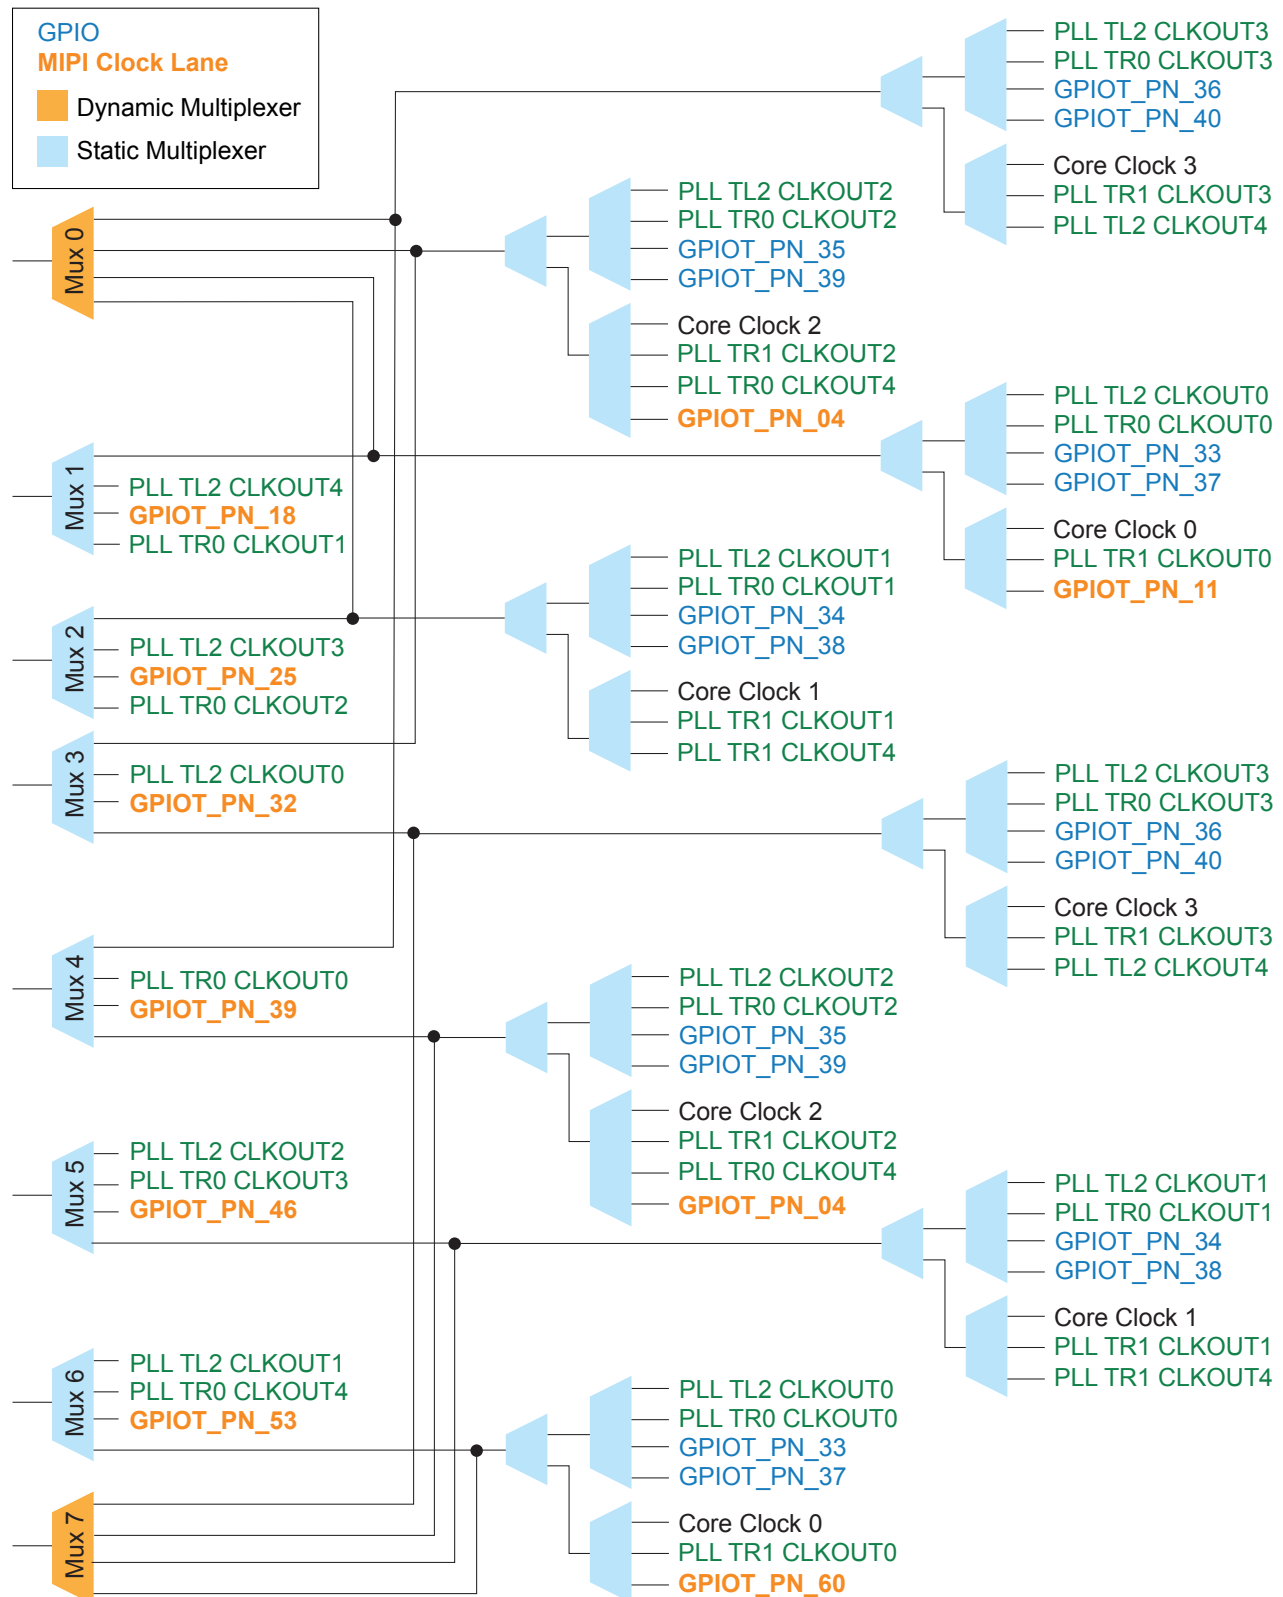 GPIO
MIPI Clock Lane
Dynamic Multiplexer
Static Multiplexer
PLL TL2 CLKOUT3
PLL TR0 CLKOUT3
GPIOT_PN_36
GPIOT_PN_40
Core Clock 3
PLL TR1 CLKOUT3
PLL TL2 CLKOUT4
Mux 0
PLL TL2 CLKOUT2
PLL TR0 CLKOUT2
GPIOT_PN_35
GPIOT_PN_39
Core Clock 2
PLL TR1 CLKOUT2
PLL TR0 CLKOUT4
GPIOT_PN_04
PLL TL2 CLKOUT0
PLL TR0 CLKOUT0
GPIOT_PN_33
GPIOT_PN_37
Core Clock 0
PLL TR1 CLKOUT0
GPIOT_PN_11
Mux 1
PLL TL2 CLKOUT4
GPIOT_PN_18
PLL TR0 CLKOUT1
PLL TL2 CLKOUT1
PLL TR0 CLKOUT1
GPIOT_PN_34
GPIOT_PN_38
Core Clock 1
PLL TR1 CLKOUT1
PLL TR1 CLKOUT4
Mux 2
PLL TL2 CLKOUT3
GPIOT_PN_25
PLL TR0 CLKOUT2
Mux 3
PLL TL2 CLKOUT0
GPIOT_PN_32
PLL TL2 CLKOUT3
PLL TR0 CLKOUT3
GPIOT_PN_36
GPIOT_PN_40
Core Clock 3
PLL TR1 CLKOUT3
PLL TL2 CLKOUT4
Mux 4
PLL TR0 CLKOUT0
GPIOT_PN_39
PLL TL2 CLKOUT2
PLL TR0 CLKOUT2
GPIOT_PN_35
GPIOT_PN_39
Core Clock 2
PLL TR1 CLKOUT2
PLL TR0 CLKOUT4
GPIOT_PN_04
Mux 5
PLL TL2 CLKOUT2
PLL TR0 CLKOUT3
GPIOT_PN_46
PLL TL2 CLKOUT1
PLL TR0 CLKOUT1
GPIOT_PN_34
GPIOT_PN_38
Core Clock 1
PLL TR1 CLKOUT1
PLL TR1 CLKOUT4
Mux 6
PLL TL2 CLKOUT1
PLL TR0 CLKOUT4
GPIOT_PN_53
PLL TL2 CLKOUT0
PLL TR0 CLKOUT0
GPIOT_PN_33
GPIOT_PN_37
Core Clock 0
PLL TR1 CLKOUT0
GPIOT_PN_60
Mux 7